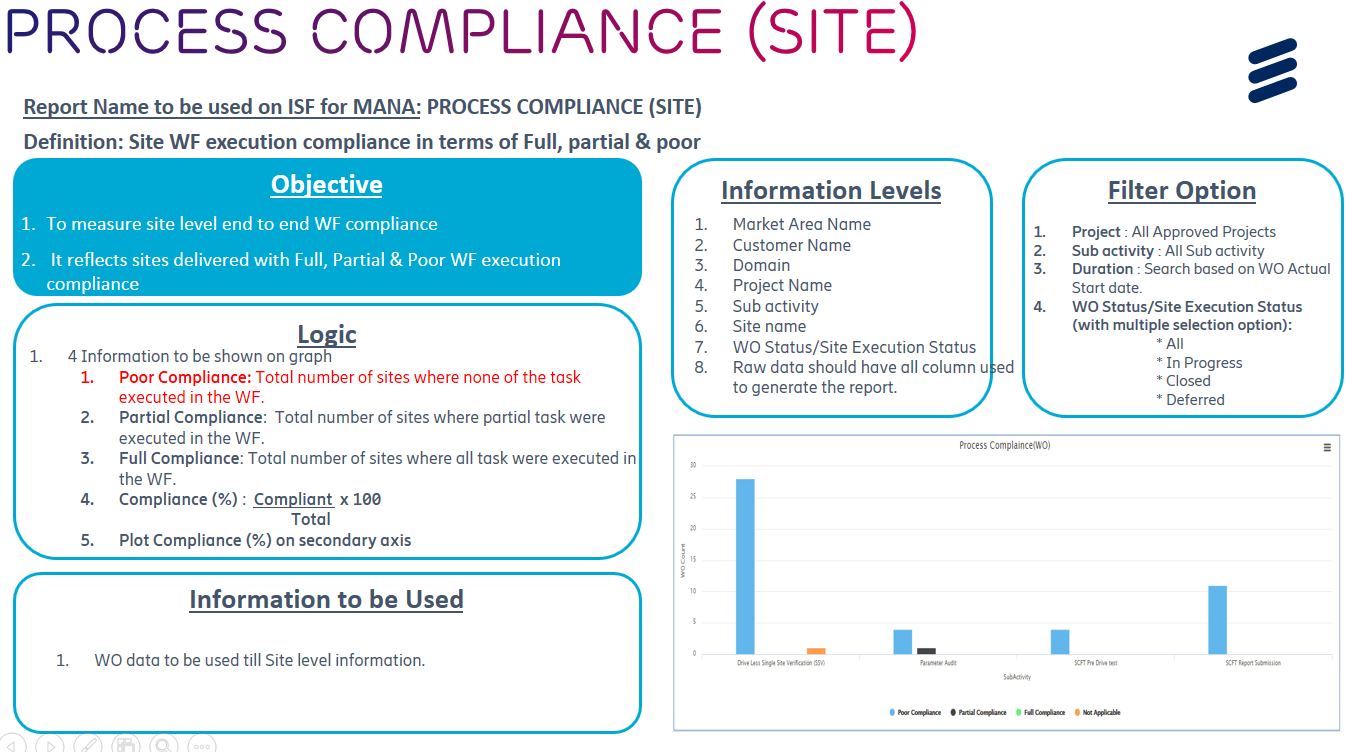 PROCESS COMPLIANCE (SITE)
Report Name to be used on ISF for MANA: PROCESS COMPLIANCE (SITE)
Definition: Site WF execution compliance in terms of Full, partial & poor
Objective
1. To measure site level end to end WF compliance
2. It reflects sites delivered with Full, Partial & Poor WF execution
compliance
Logic
1. 4 Information to be shown on graph
1. Poor Compliance: Total number of sites where none of the task
executed in the WF.
2. Partial Compliance: Total number of sites where partial task were
executed in the WF.
3. Full Compliance: Total number of sites where all task were executed in
the WF.
4. Compliance (%) : Compliant x 100
Total
5. Plot Compliance (%) on secondary axis
Information to be Used
1. WO data to be used till Site level information.
Information Levels
1. Market Area Name
2. Customer Name
3. Domain
4. Project Name
5. Sub activity
6. Site name
7. WO Status/Site Execution Status
8. Raw data should have all column used
to generate the report.
Filter Option
1. Project : All Approved Projects
2. Sub activity : All Sub activity
3. Duration : Search based on WO Actual
Start date.
4. WO Status/Site Execution Status
(with multiple selection option):
* All
* In Progress
* Closed
* Deferred
Process Complaince(WO)
30
25
20
15
10
5
0
WO Count
Drive Less Single Site Verification (SSV) Parameter Audit SCFT Pre Drive test SCFT Report Submission
SubActivity
Poor Compliance Partial Compliance Full Compliance Not Applicable